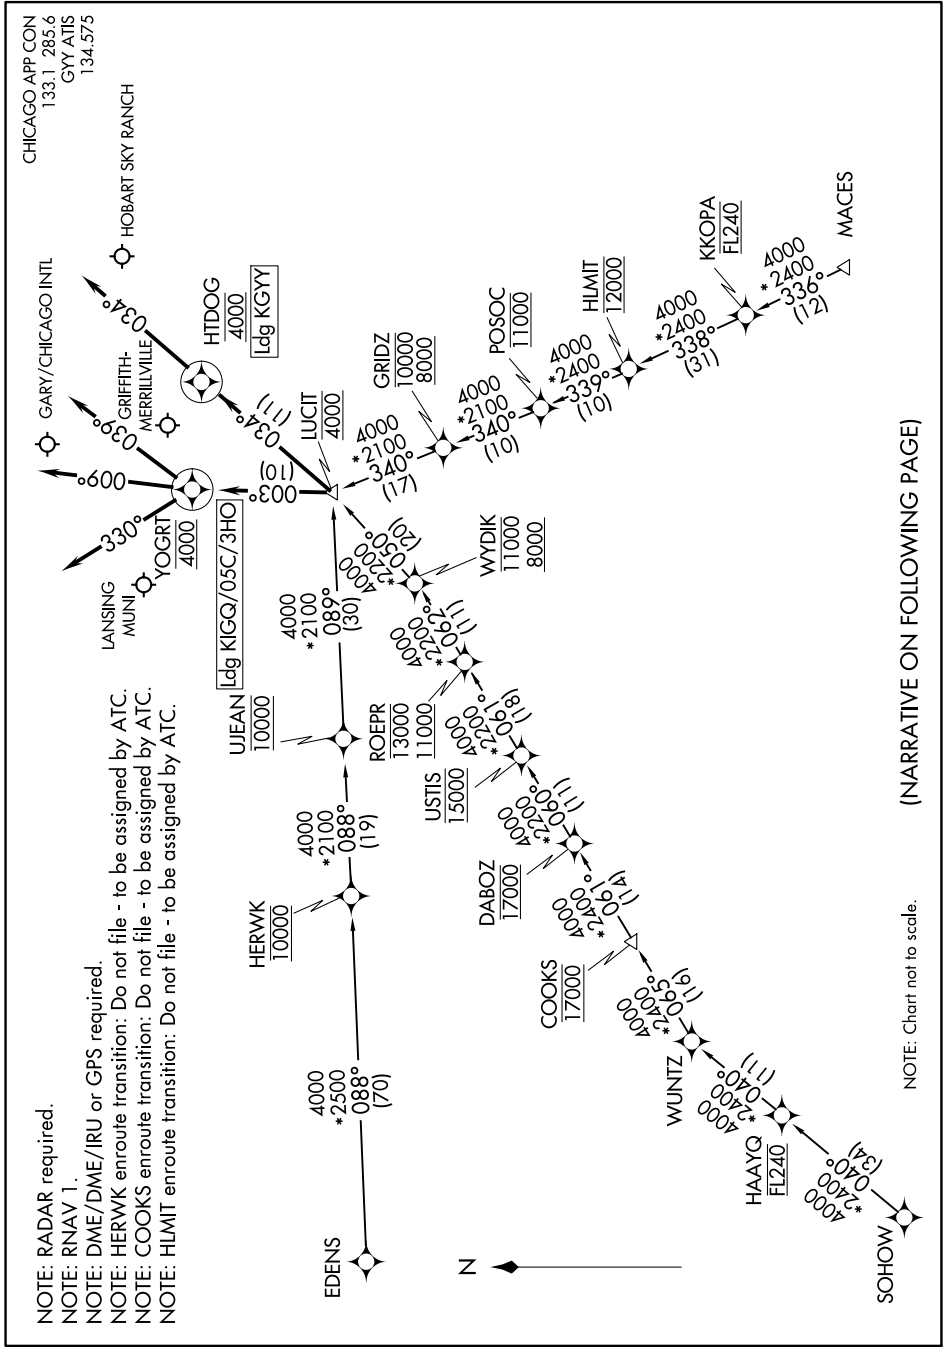 CHICAGO APP CON
133.1 285.6
GYY ATIS
134.575
NOTE: RADAR required.
NOTE: RNAV 1.
NOTE: DME/DME/IRU or GPS required.
NOTE: HERWK enroute transition: Do not file - to be assigned by ATC.
NOTE: COOKS enroute transition: Do not file - to be assigned by ATC.
NOTE: HLMIT enroute transition: Do not file - to be assigned by ATC.
GARY/CHICAGO INTL
HOBART SKY RANCH
GRIFFITH-
MERRILLVILLE
LANSING
MUNI
330°
009°
039°
034°
YOGRT
4000
Ldg KIGQ/05C/3HO
HTDOG
4000
Ldg KGYY
003°
(10)
034°
(11)
LUCIT
4000
EDENS
4000
*2500
088°
(70)
HERWK
10000
4000
*2100
088°
(19)
UJEAN
10000
4000
*2100
089°
(30)
SOHOW
4000
*2400
040°
(34)
HAAYQ
FL240
4000
*2400
040°
(11)
WUNTZ
4000
*2400
065°
(16)
COOKS
17000
4000
*2400
061°
(14)
DABOZ
17000
4000
*2200
060°
(11)
USTIS
15000
4000
*2200
061°
(18)
ROEPR
13000
11000
4000
*2200
062°
(11)
WYDIK
11000
8000
4000
*2200
050°
(20)
MACES
4000
*2400
336°
(12)
KKOPA
FL240
4000
*2400
338°
(31)
HLMIT
12000
4000
*2400
339°
(10)
POSOC
11000
4000
*2100
340°
(10)
GRIDZ
10000
8000
4000
*2100
340°
(17)
N
NOTE: Chart not to scale.
(NARRATIVE ON FOLLOWING PAGE)